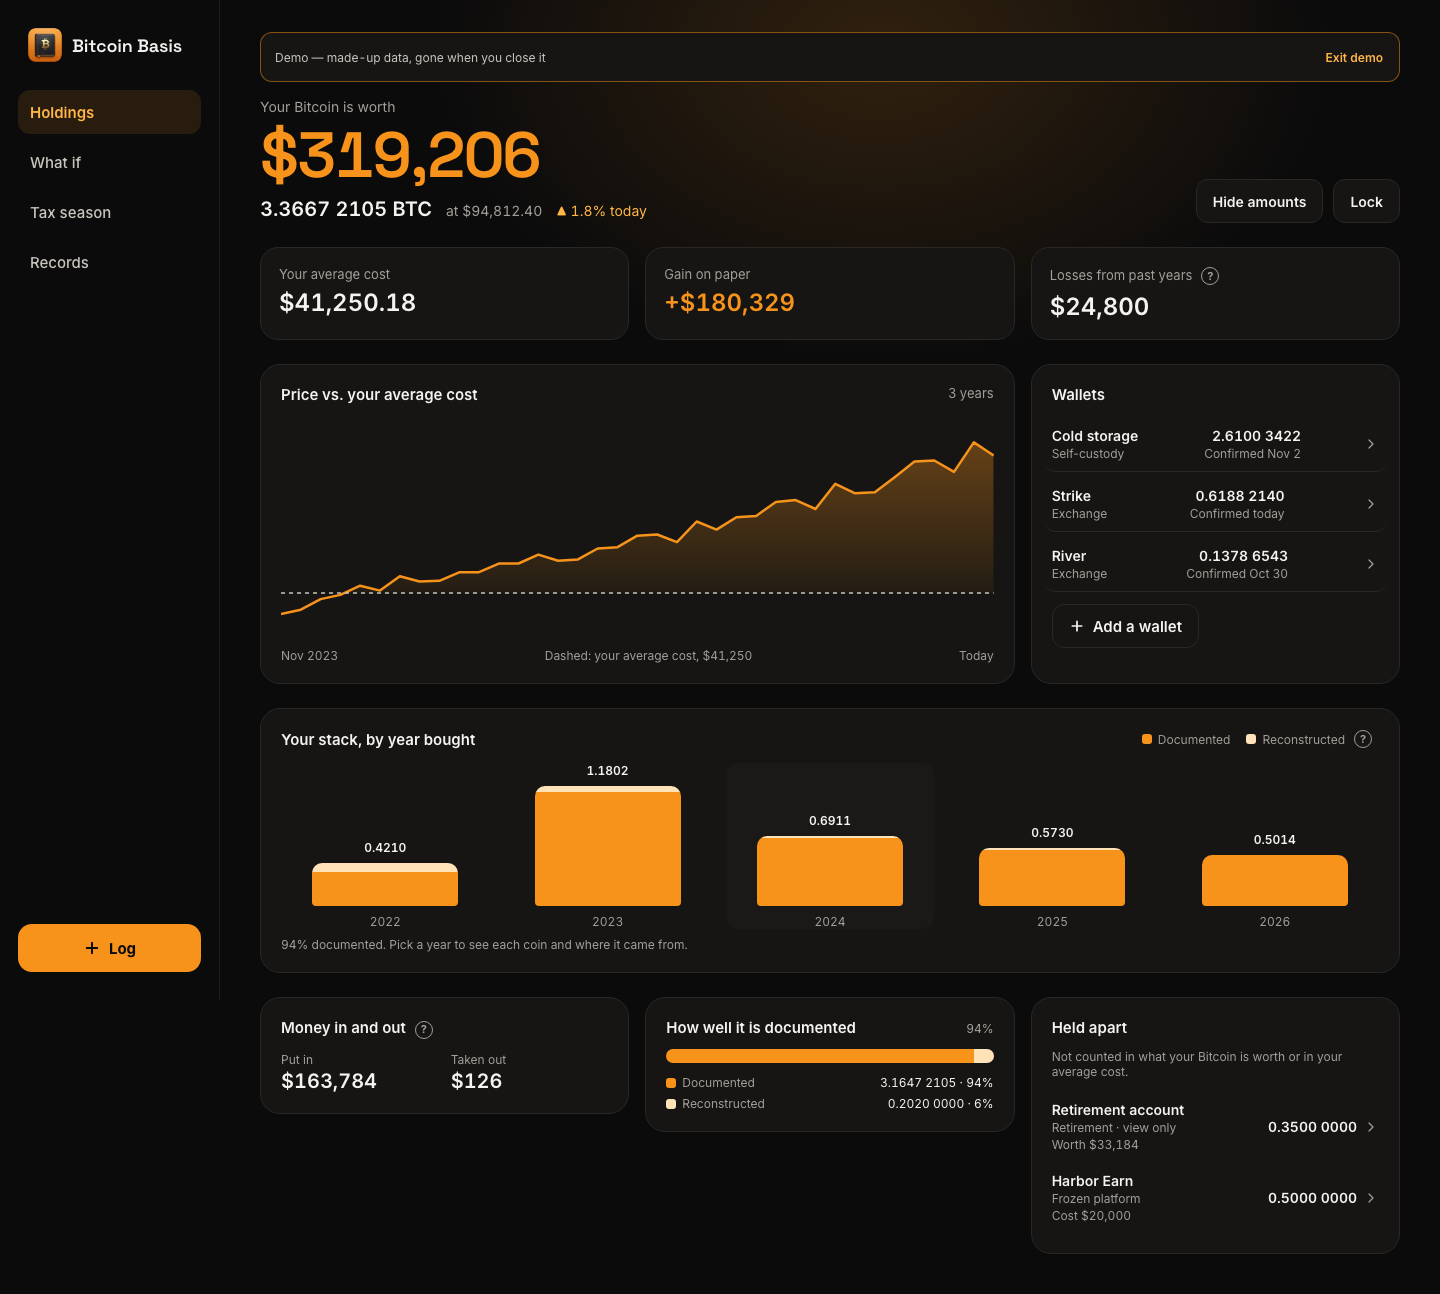 Bitcoin Basis
Holdings
What if
Tax season
Records
Log
Demo — made-up data, gone when you close it
Exit demo
Your Bitcoin is worth
$319,206
3.3667 2105 BTC at $94,812.40 ▲ 1.8% today
Hide amounts
Lock
Your average cost
$41,250.18
Gain on paper
+$180,329
Losses from past years ?
$24,800
Price vs. your average cost
3 years
Nov 2023
Dashed: your average cost, $41,250
Today
Wallets
Cold storage 2.6100 3422
Self-custody Confirmed Nov 2
Strike 0.6188 2140
Exchange Confirmed today
River 0.1378 6543
Exchange Confirmed Oct 30
Add a wallet
Your stack, by year bought
Documented
Reconstructed ?
0.4210
1.1802
0.6911
0.5730
0.5014
2022
2023
2024
2025
2026
94% documented. Pick a year to see each coin and where it came from.
Money in and out ?
Put in
$163,784
Taken out
$126
How well it is documented
94%
Documented 3.1647 2105 · 94%
Reconstructed 0.2020 0000 · 6%
Held apart
Not counted in what your Bitcoin is worth or in your
average cost.
Retirement account
Retirement · view only
Worth $33,184
0.3500 0000
Harbor Earn
Frozen platform
Cost $20,000
0.5000 0000